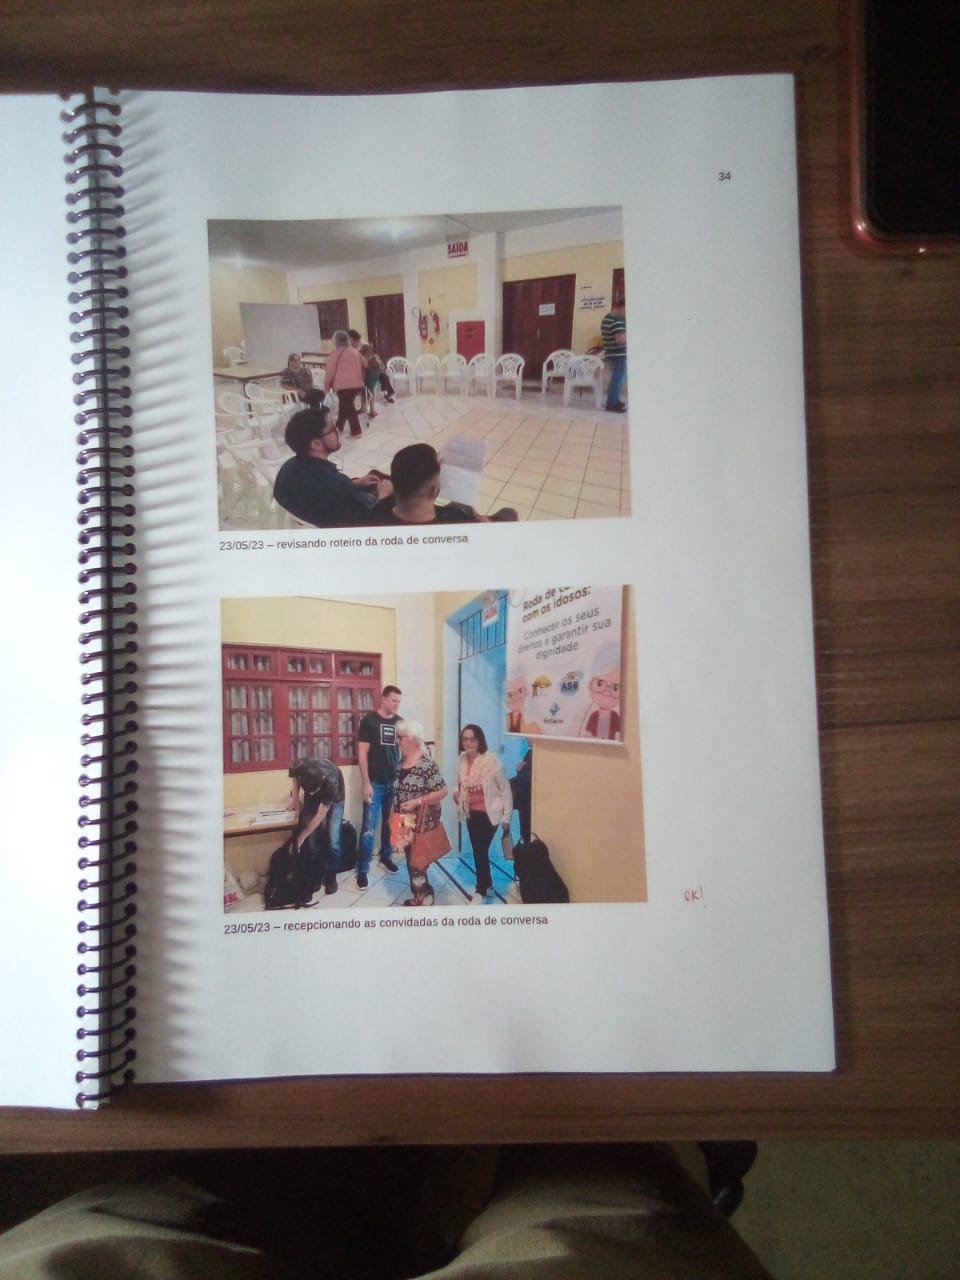 34
SAÍDA
23/05/23 – revisando roteiro da roda de conversa
SAÍDA
Roda de
com os idosos:
Conhecer os seus
direitos e garantir sua
dignidade
ASB
Estácio
OK!
23/05/23 – recepcionando as convidadas da roda de conversa